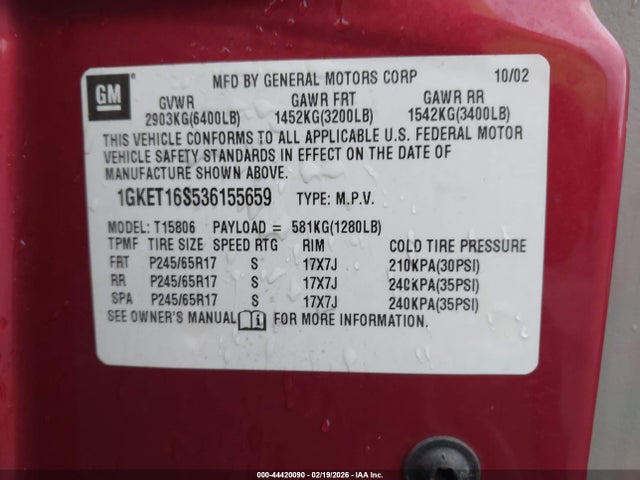 MFD BY GENERAL MOTORS CORP 10/02
GM
GVWR GAWR FRT GAWR RR
2903KG(6400LB) 1452KG(3200LB) 1542KG(3400LB)
THIS VEHICLE CONFORMS TO ALL APPLICABLE U.S. FEDERAL MOTOR
VEHICLE SAFETY STANDARDS IN EFFECT ON THE DATE OF
MANUFACTURE SHOWN ABOVE.
1GKET16S536155659 TYPE: M.P.V.
MODEL: T15806 PAYLOAD = 581KG(1280LB)
TPMF TIRE SIZE SPEED RTG RIM COLD TIRE PRESSURE
FRT P245/65R17 S 17X7J 210KPA(30PSI)
RR P245/65R17 S 17X7J 240KPA(35PSI)
SPA P245/65R17 S 17X7J 240KPA(35PSI)
SEE OWNER'S MANUAL FOR MORE INFORMATION.
000-44420090 - 02/19/2026 - IAA Inc.